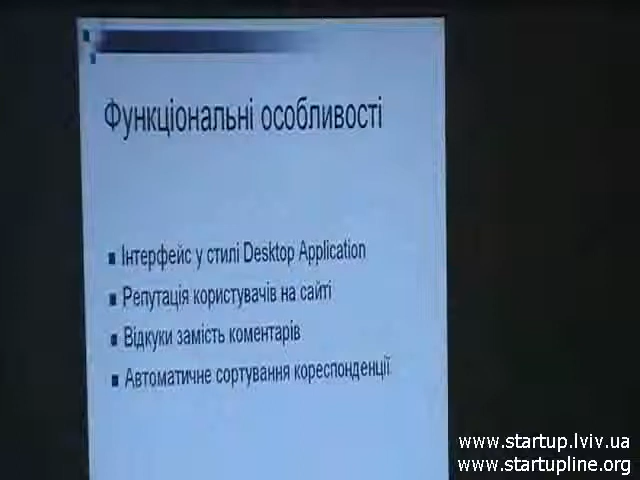 Функціональні особливості
Інтерфейс у стилі Desktop Application
Репутація користувачів на сайті
Відкуки замість коментарів
Автоматичне сортування кореспонденції
www.startup.lviv.ua
www.startupline.org